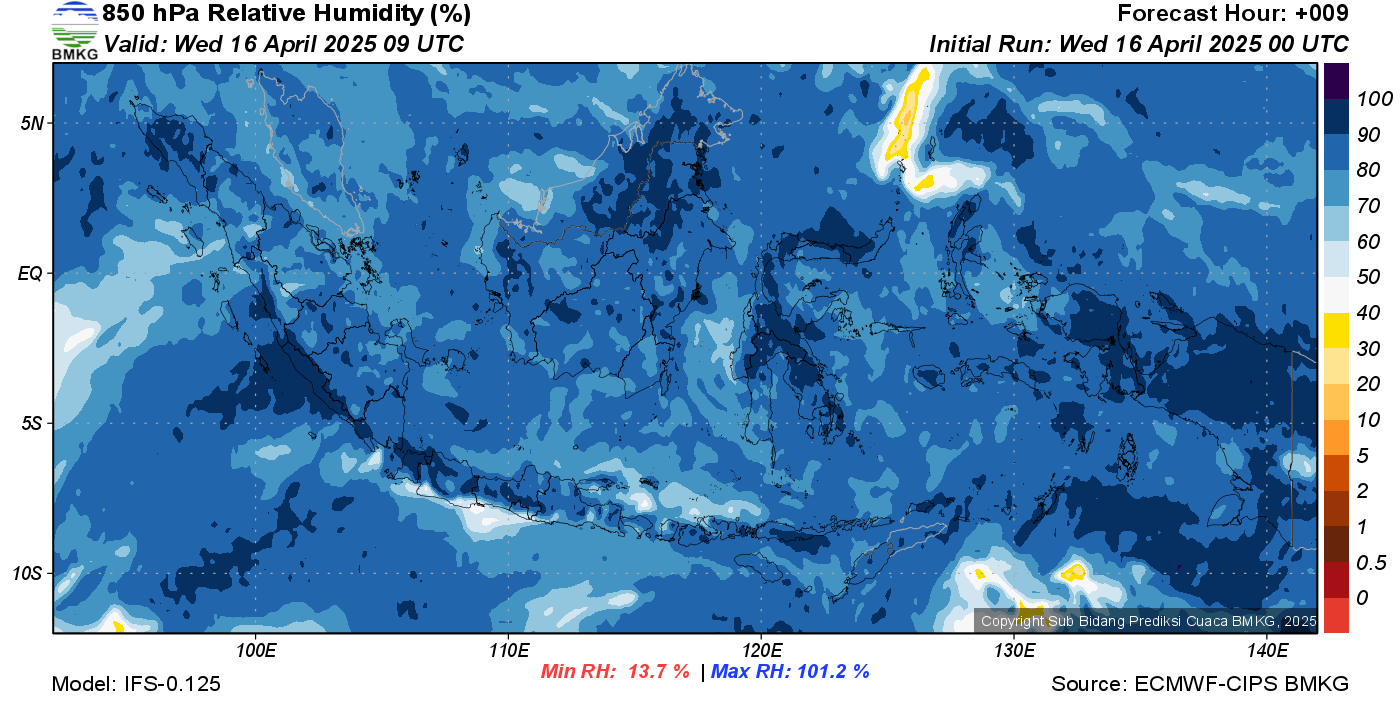 850 hPa Relative Humidity (%)
Forecast Hour: +009
BMKG
Valid: Wed 16 April 2025 09 UTC
Initial Run: Wed 16 April 2025 00 UTC
5N
EQ
5S
10S
100E
110E
120E
130E
140E
100
90
80
70
60
50
40
30
20
10
5
2
1
0.5
0
Copyright Sub Bidang Prediksi Cuaca BMKG, 2025
Min RH: 13.7 % | Max RH: 101.2 %
Model: IFS-0.125
Source: ECMWF-CIPS BMKG